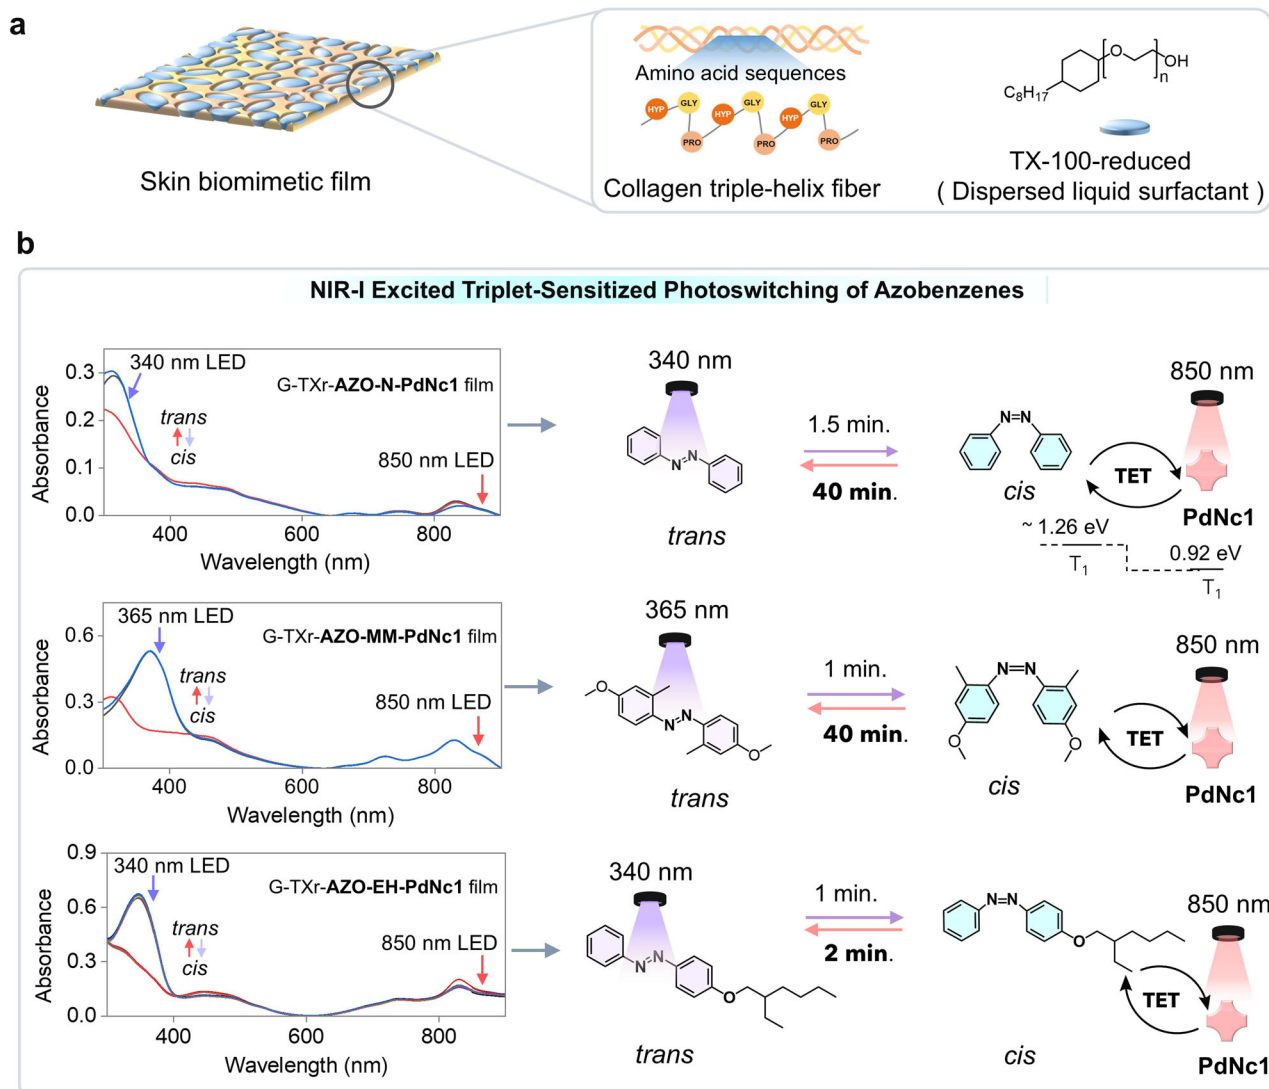 a
Amino acid sequences
HYP GLY PRO HYP GLY PRO HYP GLY PRO
Collagen triple-helix fiber
Skin biomimetic film
C8H17
O
n
OH
TX-100-reduced
( Dispersed liquid surfactant )
b
NIR-I Excited Triplet-Sensitized Photoswitching of Azobenzenes
Absorbance
0.3
0.2
0.1
0.0
340 nm LED
G-TXr-AZO-N-PdNc1 film
trans
cis
850 nm LED
400 600 800
Wavelength (nm)
340 nm
N=N
trans
1.5 min.
40 min.
N=N
cis
TET
850 nm
PdNc1
~ 1.26 eV
T1
0.92 eV
T1
Absorbance
0.6
0.3
0.0
365 nm LED
G-TXr-AZO-MM-PdNc1 film
trans
cis
850 nm LED
400 600 800
Wavelength (nm)
365 nm
O
N=N
O
trans
1 min.
40 min.
N=N
O
O
cis
TET
850 nm
PdNc1
Absorbance
0.9
0.6
0.3
0.0
340 nm LED
G-TXr-AZO-EH-PdNc1 film
trans
cis
850 nm LED
400 600 800
Wavelength (nm)
340 nm
N=N
O
trans
1 min.
2 min.
N=N
O
cis
TET
850 nm
PdNc1